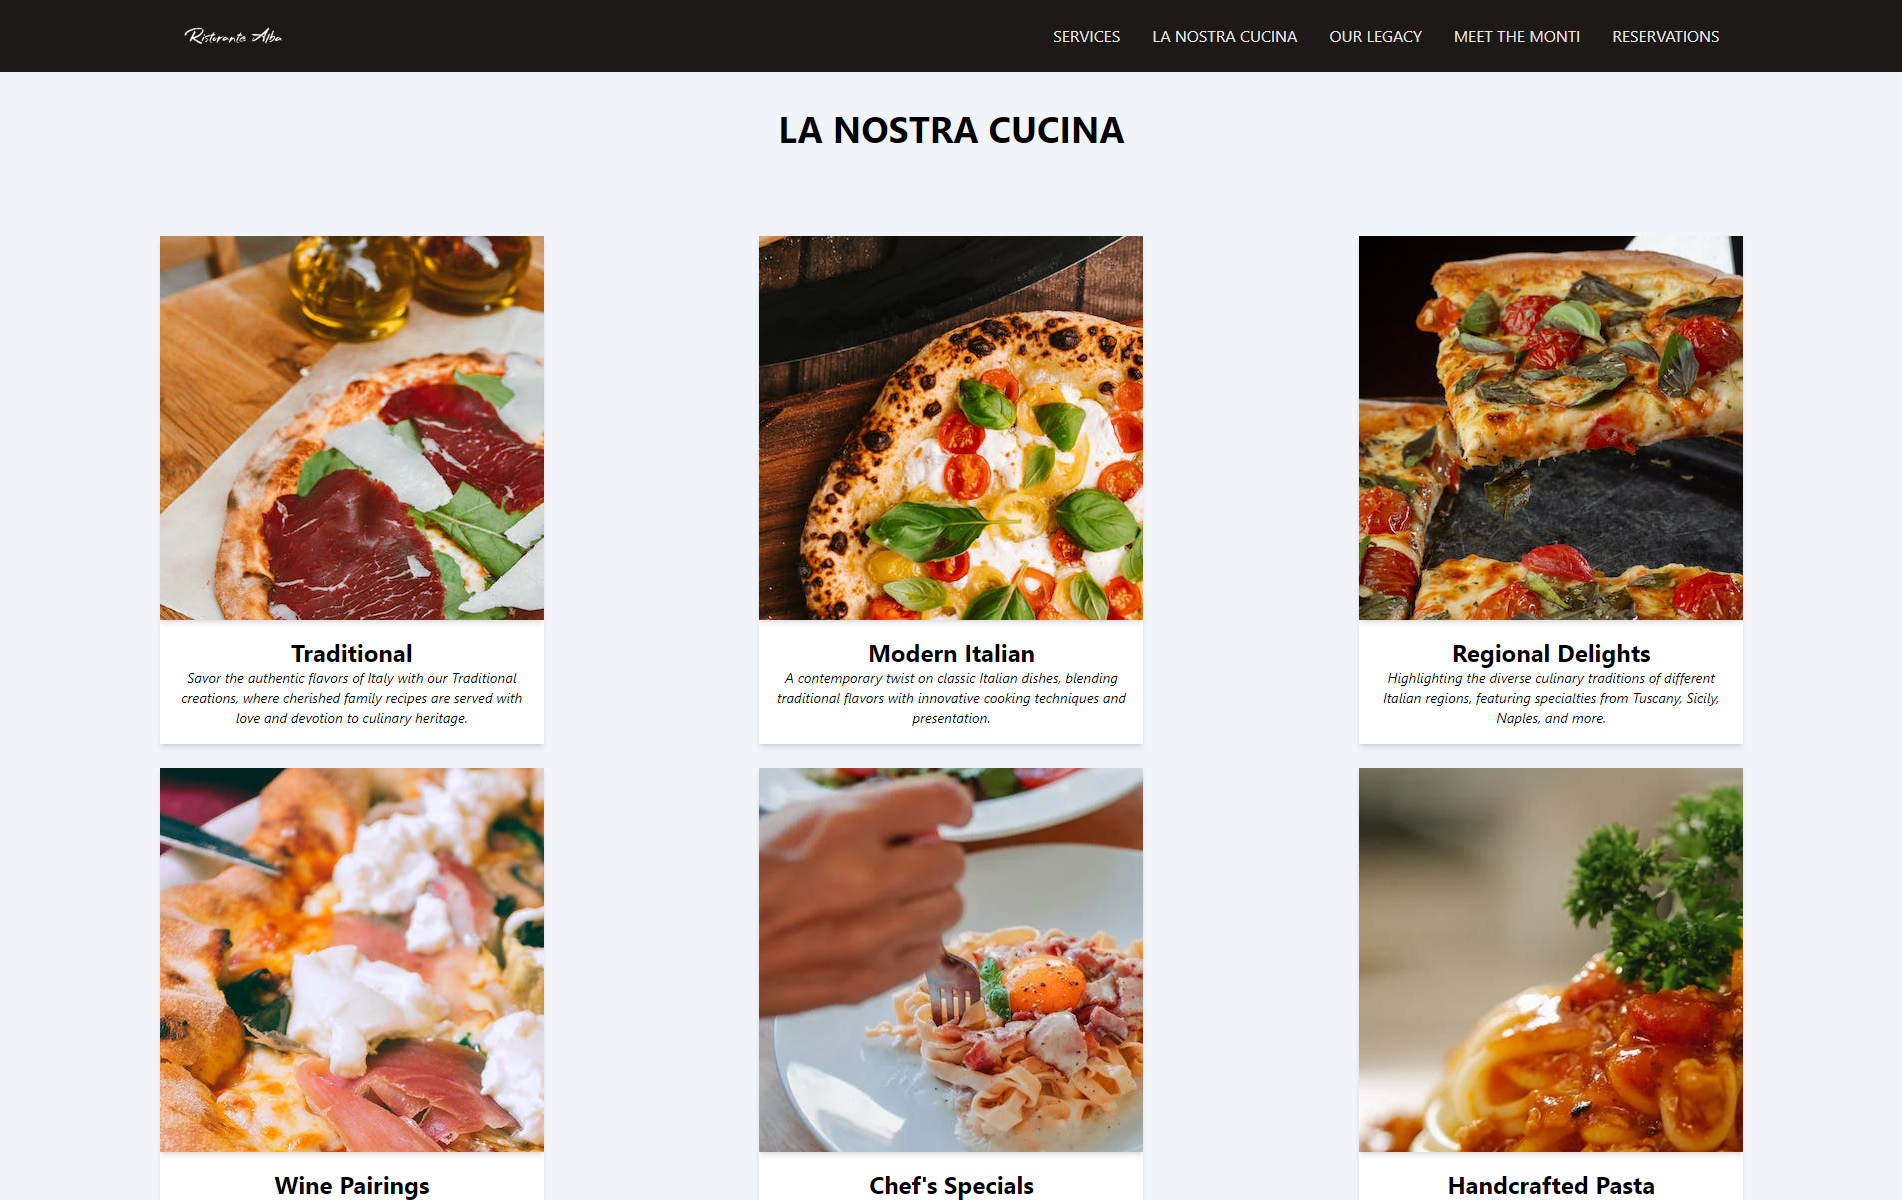 Ristorante Alba
SERVICES
LA NOSTRA CUCINA
OUR LEGACY
MEET THE MONTI
RESERVATIONS
LA NOSTRA CUCINA
Traditional
Savor the authentic flavors of Italy with our Traditional
creations, where cherished family recipes are served with
love and devotion to culinary heritage.
Modern Italian
A contemporary twist on classic Italian dishes, blending
traditional flavors with innovative cooking techniques and
presentation.
Regional Delights
Highlighting the diverse culinary traditions of different
Italian regions, featuring specialties from Tuscany, Sicily,
Naples, and more.
Wine Pairings
Chef's Specials
Handcrafted Pasta